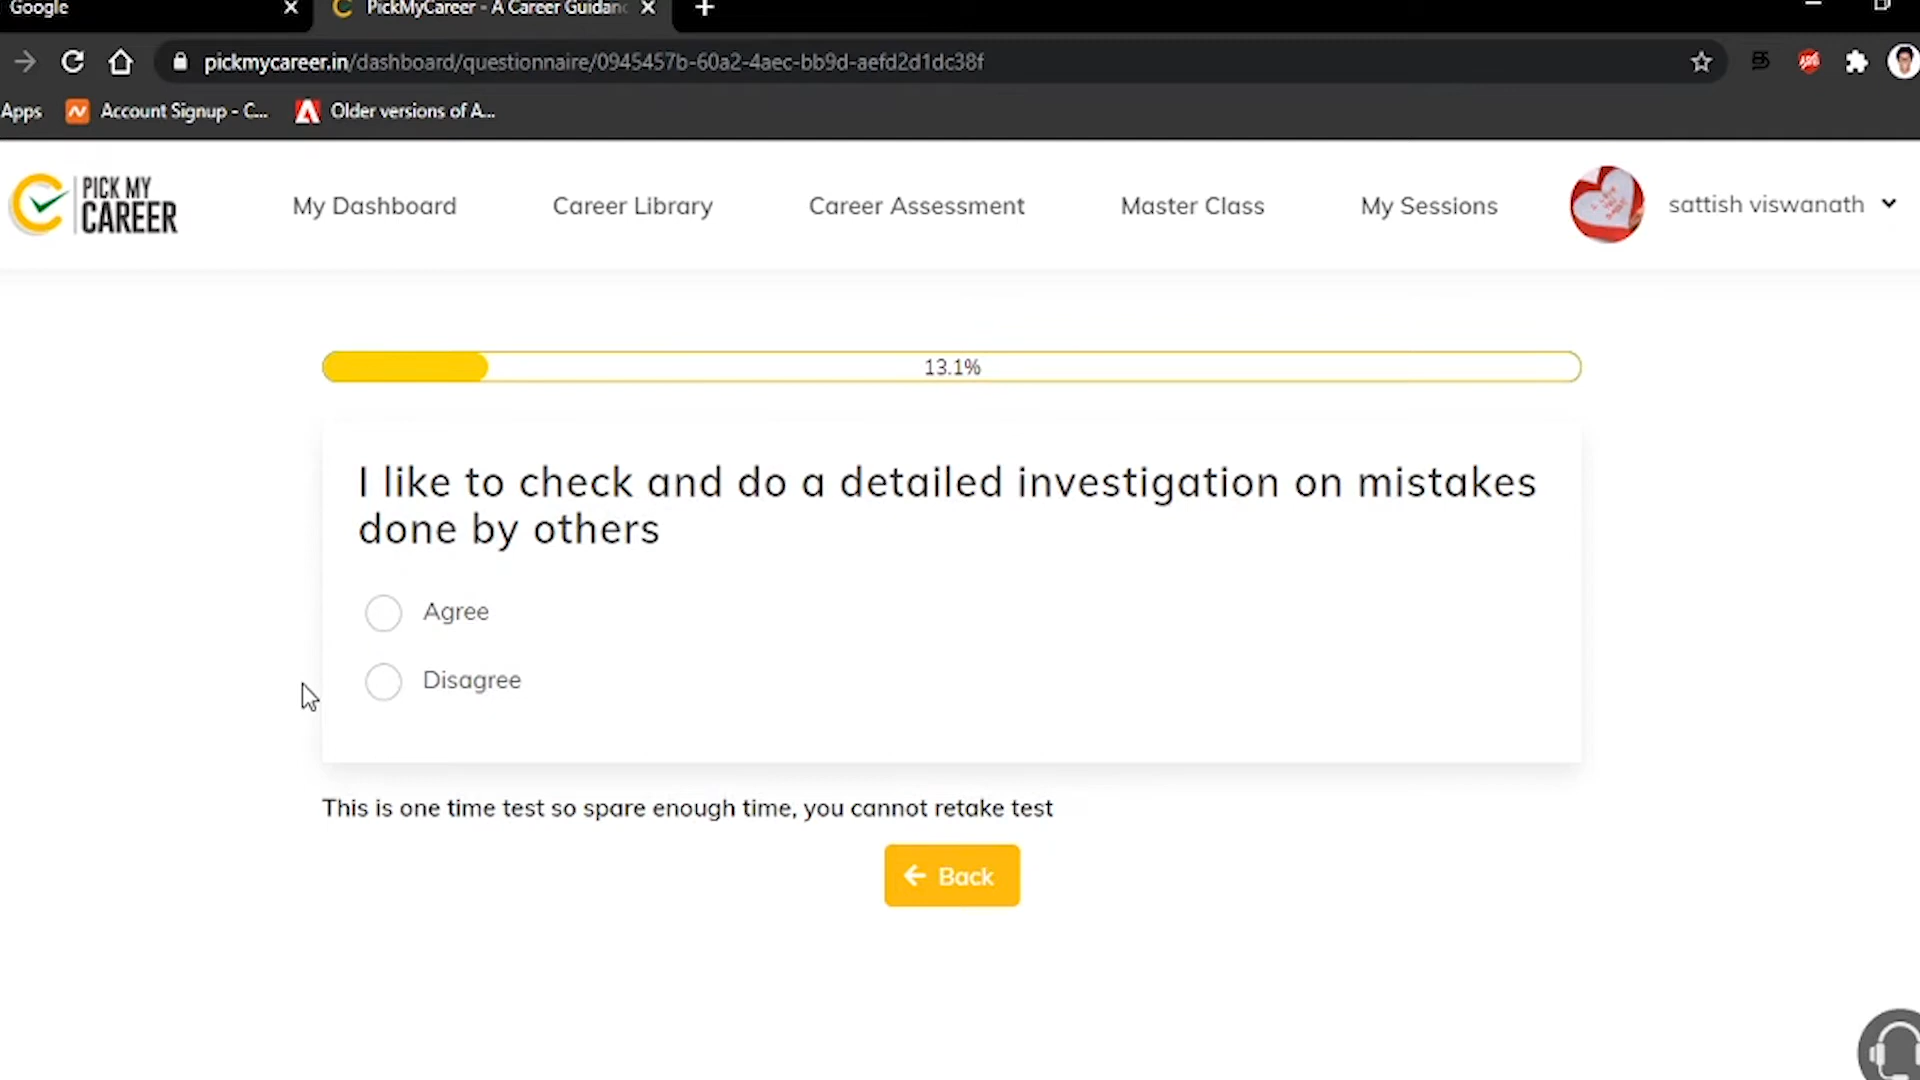 Google
PickMyCareer - A Career Guidanc
pickmycareer.in/dashboard/questionnaire/0945457b-60a2-4aec-bb9d-aefd2d1dc38f
Apps
Account Signup - C...
Older versions of A...
PICK MY
CAREER
My Dashboard
Career Library
Career Assessment
Master Class
My Sessions
sattish viswanath
13.1%
I like to check and do a detailed investigation on mistakes
done by others
Agree
Disagree
This is one time test so spare enough time, you cannot retake test
Back